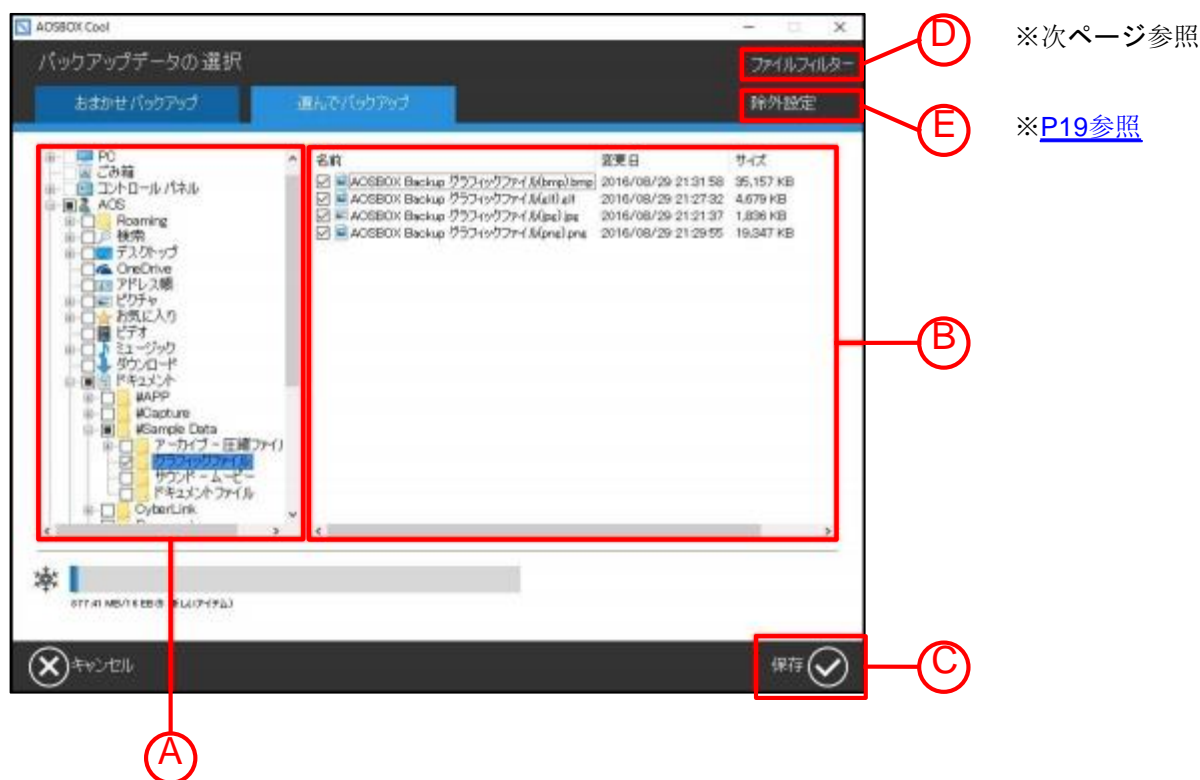 AOSBOX Cool
バックアップデータの選択
ファイルフィルター
おまかせバックアップ
選んでバックアップ
除外設定
PC
ごみ箱
コントロール パネル
AOS
Roaming
検索
デスクトップ
OneDrive
アドレス帳
ピクチャ
お気に入り
ビデオ
ミュージック
ダウンロード
ドキュメント
#APP
#Capture
#Sample Data
アーカイブ - 圧縮ファイ
グラフィックファイル
サウンド - ムービー
ドキュメントファイル
CyberLink
名前 変更日 サイズ
AOSBOX Backup グラフィックファイル(bmp).bmp 2016/08/29 21:31:58 35,157 KB
AOSBOX Backup グラフィックファイル(gif).gif 2016/08/29 21:27:32 4,679 KB
AOSBOX Backup グラフィックファイル(jpg).jpg 2016/08/29 21:21:37 1,836 KB
AOSBOX Backup グラフィックファイル(png).png 2016/08/29 21:29:55 19,347 KB
キャンセル
保存
D
※次ページ参照
E
※P19参照
B
C
A